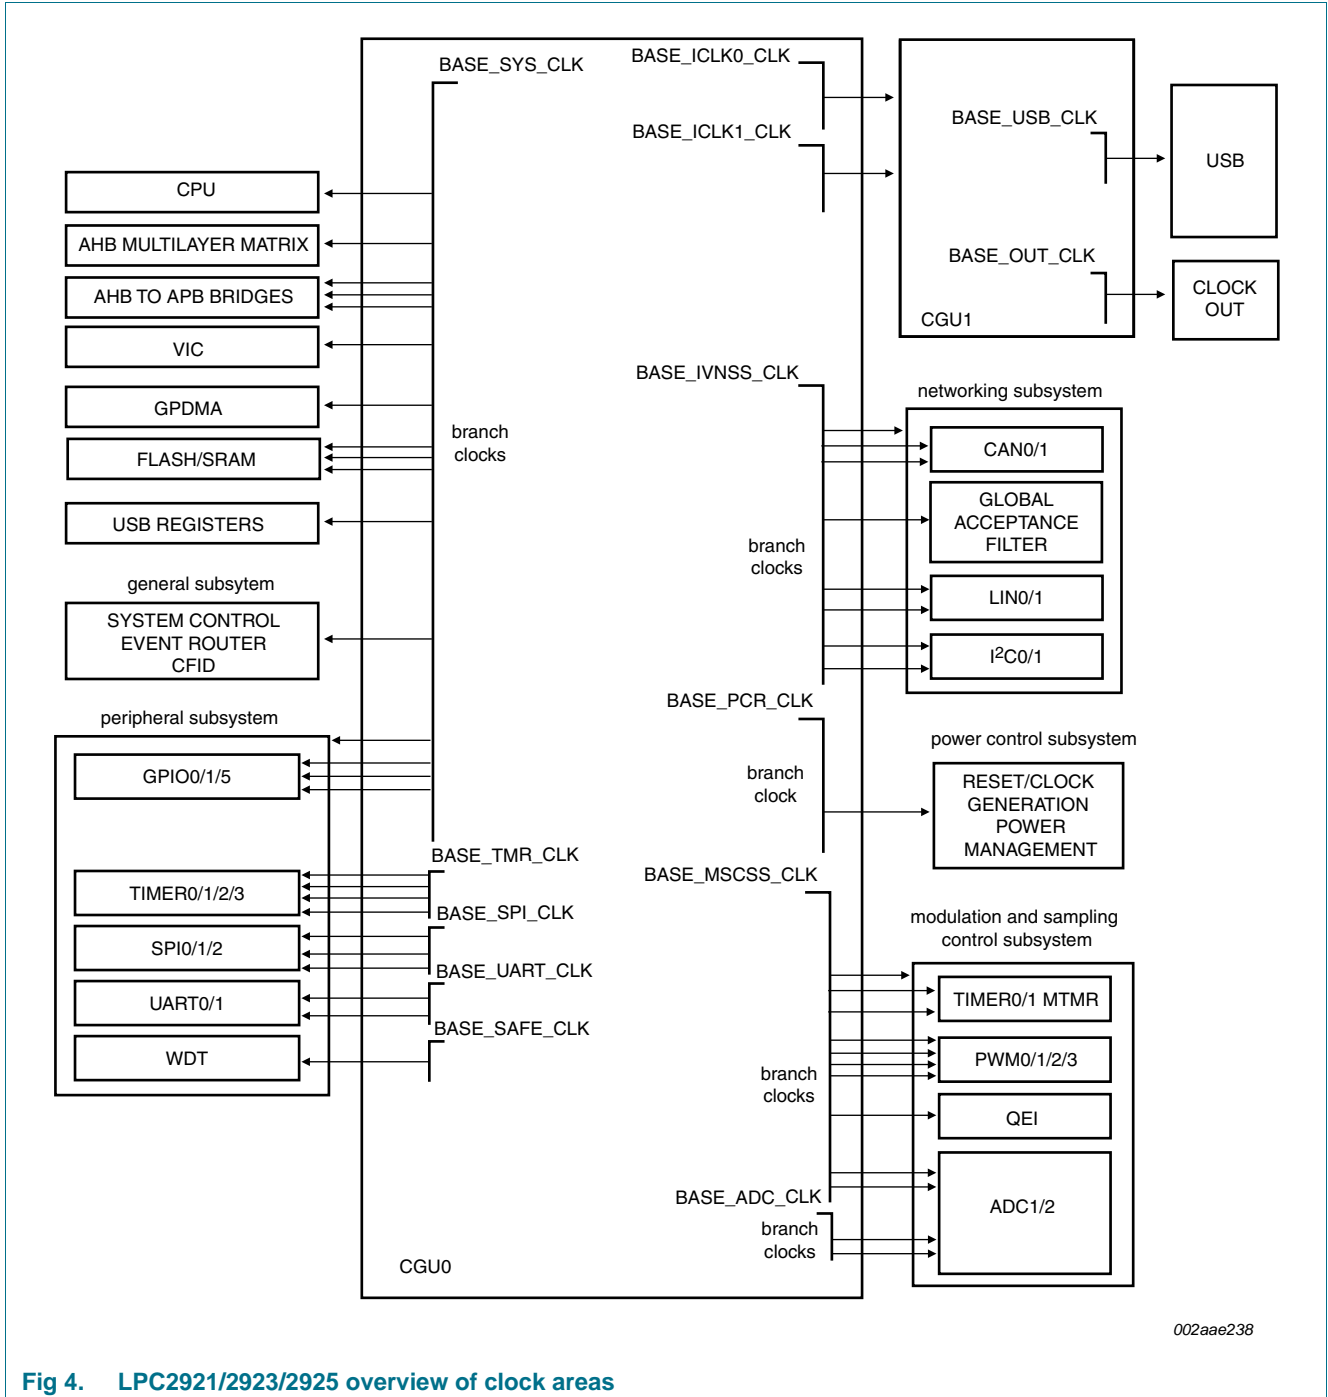 BASE_SYS_CLK
BASE_ICLK0_CLK
BASE_ICLK1_CLK
BASE_USB_CLK
USB
BASE_OUT_CLK
CLOCK
OUT
CGU1
CPU
AHB MULTILAYER MATRIX
AHB TO APB BRIDGES
VIC
GPDMA
FLASH/SRAM
USB REGISTERS
branch
clocks
general subsytem
SYSTEM CONTROL
EVENT ROUTER
CFID
peripheral subsystem
GPIO0/1/5
TIMER0/1/2/3
SPI0/1/2
UART0/1
WDT
BASE_TMR_CLK
BASE_SPI_CLK
BASE_UART_CLK
BASE_SAFE_CLK
BASE_IVNSS_CLK
branch
clocks
networking subsystem
CAN0/1
GLOBAL
ACCEPTANCE
FILTER
LIN0/1
I2C0/1
BASE_PCR_CLK
branch
clock
power control subsystem
RESET/CLOCK
GENERATION
POWER
MANAGEMENT
BASE_MSCSS_CLK
branch
clocks
modulation and sampling
control subsystem
TIMER0/1 MTMR
PWM0/1/2/3
QEI
ADC1/2
BASE_ADC_CLK
branch
clocks
CGU0
002aae238
Fig 4. LPC2921/2923/2925 overview of clock areas